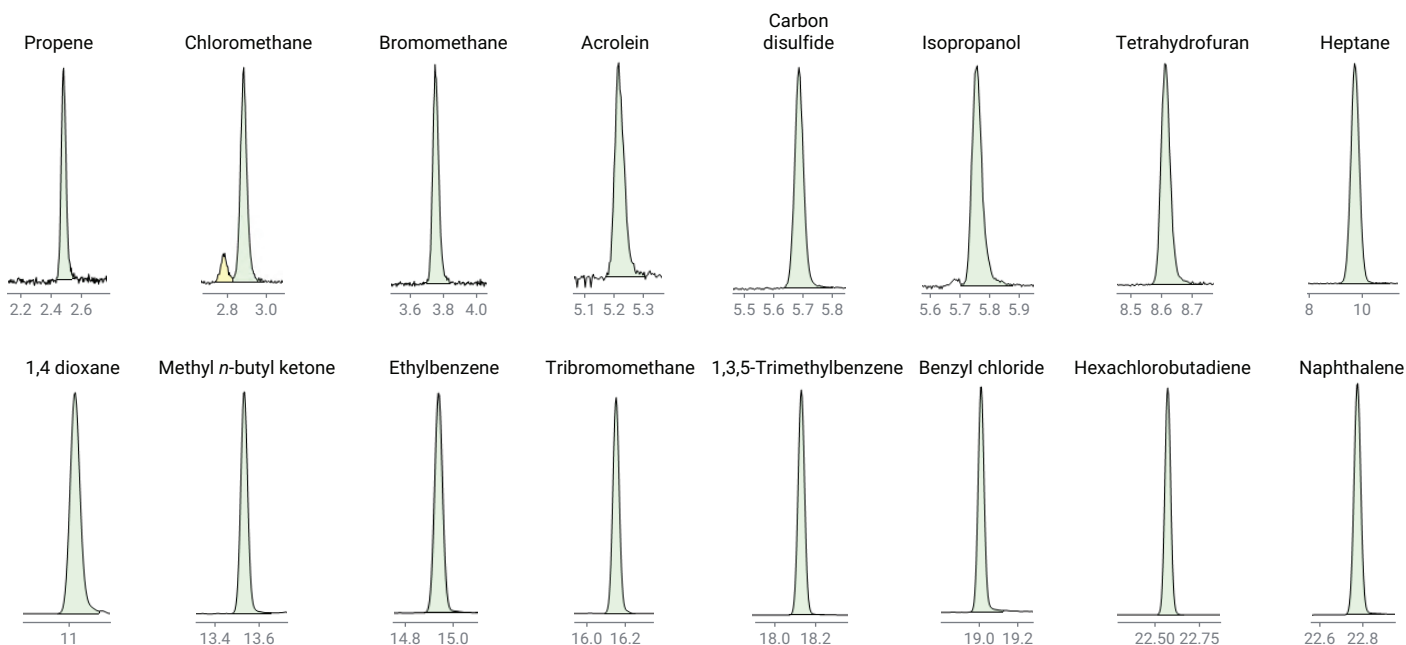 Propene
Chloromethane
Bromomethane
Acrolein
Carbon
disulfide
Isopropanol
Tetrahydrofuran
Heptane
2.2 2.4 2.6
2.8 3.0
3.6 3.8 4.0
5.1 5.2 5.3
5.5 5.6 5.7 5.8
5.6 5.7 5.8 5.9
8.5 8.6 8.7
8 10
1,4 dioxane
Methyl n-butyl ketone
Ethylbenzene
Tribromomethane
1,3,5-Trimethylbenzene
Benzyl chloride
Hexachlorobutadiene
Naphthalene
11
13.4 13.6
14.8 15.0
16.0 16.2
18.0 18.2
19.0 19.2
22.50 22.75
22.6 22.8